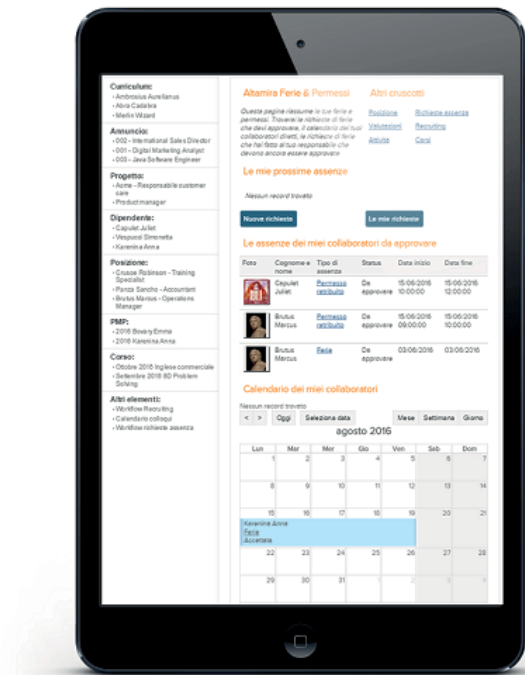 Curriculum:
Ambrosius Aurelianus
Abra Cadabra
Merlin Wizard
Annuncio:
002 - International Sales Director
001 - Digital Marketing Analyst
003 - Java Software Engineer
Progetto:
Acme - Responsabile customer
care
Product manager
Dipendente:
Capulet Juliet
Vespucci Simonetta
Karenina Anna
Posizione:
Crusoe Robinson - Training
Specialist
Panza Sancho - Accountant
Brutus Marcus - Operations
Manager
PMP:
2016 Bovary Emma
2016 Karenina Anna
Corso:
Ottobre 2016 Inglese commerciale
Settembre 2016 8D Problem
Solving
Altri elementi:
Workflow Recruiting
Calendario colloqui
Workflow richieste assenza
Altamira Ferie & Permessi
Questa pagina riassume le tue ferie e
permessi. Troverai le richieste di ferie
che devi approvare, il calendario dei tuoi
collaboratori diretti, le richieste di ferie
che hai fatto al tuo responsabile che
devono ancora essere approvate
Altri cruscotti
Posizione Richieste assenza
Valutazioni Recruiting
Attività Corsi
Le mie prossime assenze
Nessun record trovato
Nuova richiesta Le mie richieste
Le assenze dei miei collaboratori da approvare
Foto Cognome e nome Tipo di assenza Status Data inizio Data fine
Capulet Permesso Da 15/06/2016 15/06/2016
Juliet retribuito approvare 10:00:00 12:00:00
Brutus Permesso Da 15/06/2016 15/06/2016
Marcus retribuito approvare 09:00:00 10:00:00
Brutus Ferie Da 03/06/2016 03/06/2016
Marcus approvare
Calendario dei miei collaboratori
Nessun record trovato
< > Oggi Seleziona data Mese Settimana Giorno
agosto 2016
Lun Mar Mer Gio Ven Sab Dom
1 2 3 4 5 6 7
8 9 10 11 12 13 14
15 16 17 18 19 20 21
Karenina Anna
Ferie
Accettata
22 23 24 25 26 27 28
29 30 31 1 2 3 4